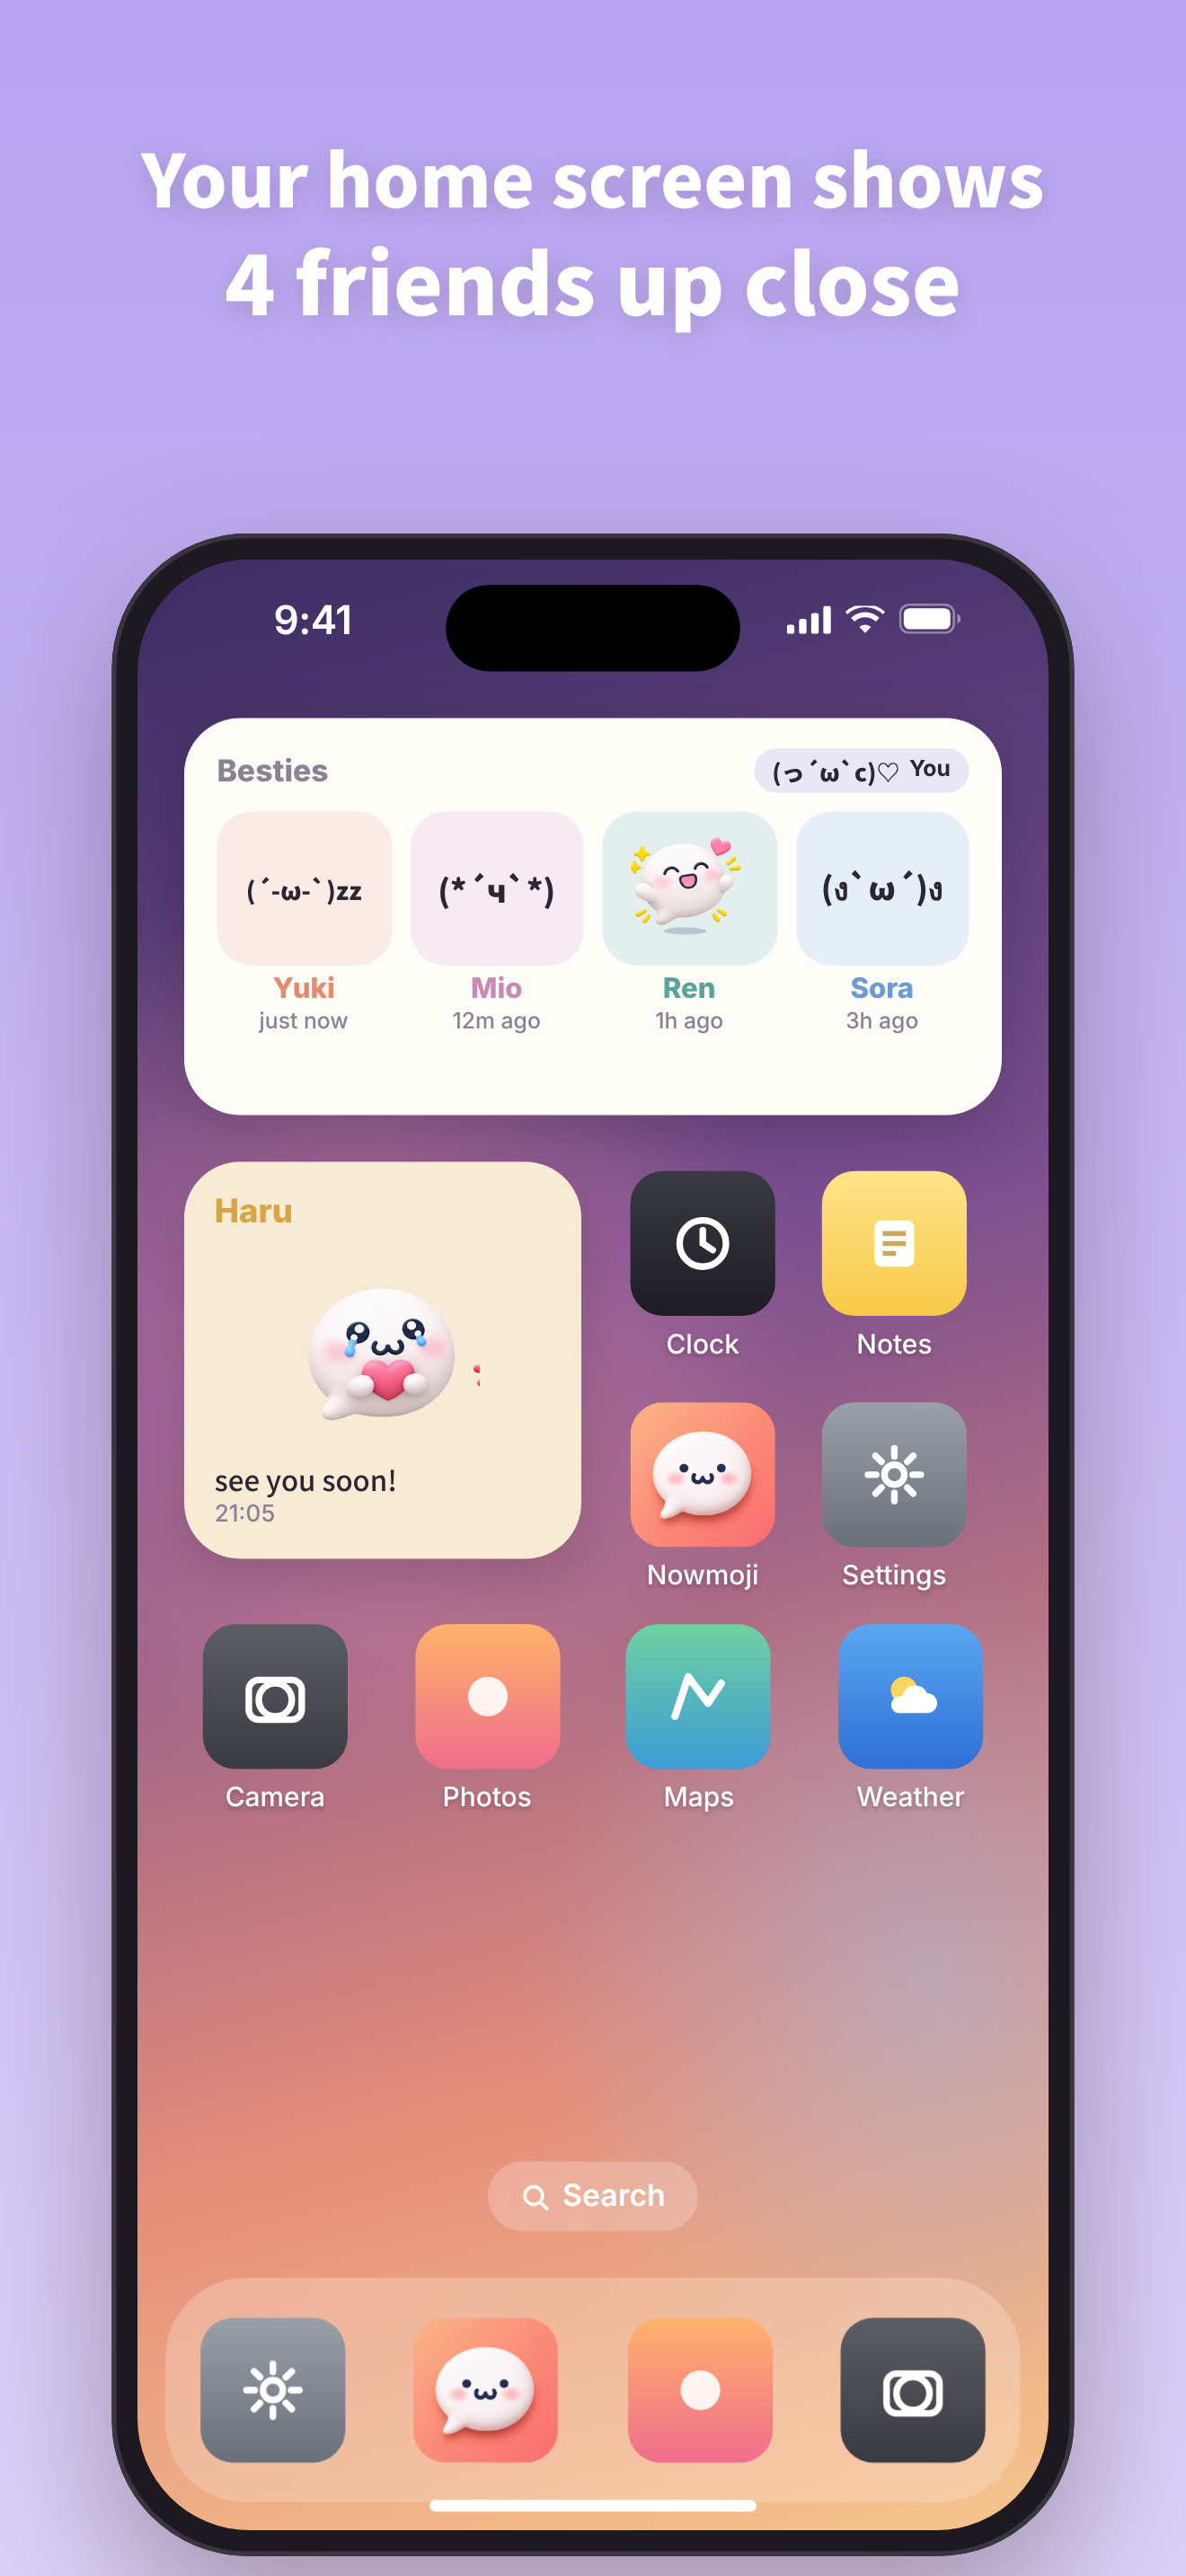 Your home screen shows
4 friends up close
9:41
Besties
(っ´ω`c)♡ You
(´-ω-`)zz
(*´ч`*)
(ง`ω´)ง
Yuki
Mio
Ren
Sora
just now
12m ago
1h ago
3h ago
Haru
see you soon!
21:05
Clock
Notes
Nowmoji
Settings
Camera
Photos
Maps
Weather
Search